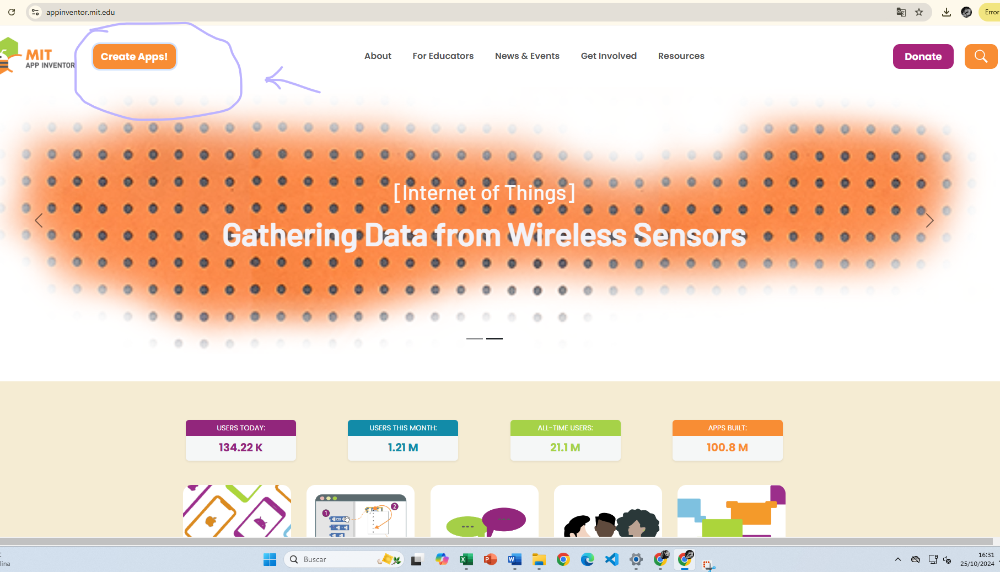 appinventor.mit.edu
Error
MIT
APP INVENTOR
Create Apps!
About
For Educators
News & Events
Get Involved
Resources
Donate
[Internet of Things]
Gathering Data from Wireless Sensors
USERS TODAY:
134.22 K
USERS THIS MONTH:
1.21 M
ALL-TIME USERS:
21.1 M
APPS BUILT:
100.8 M
1
2
Buscar
16:31
25/10/2024